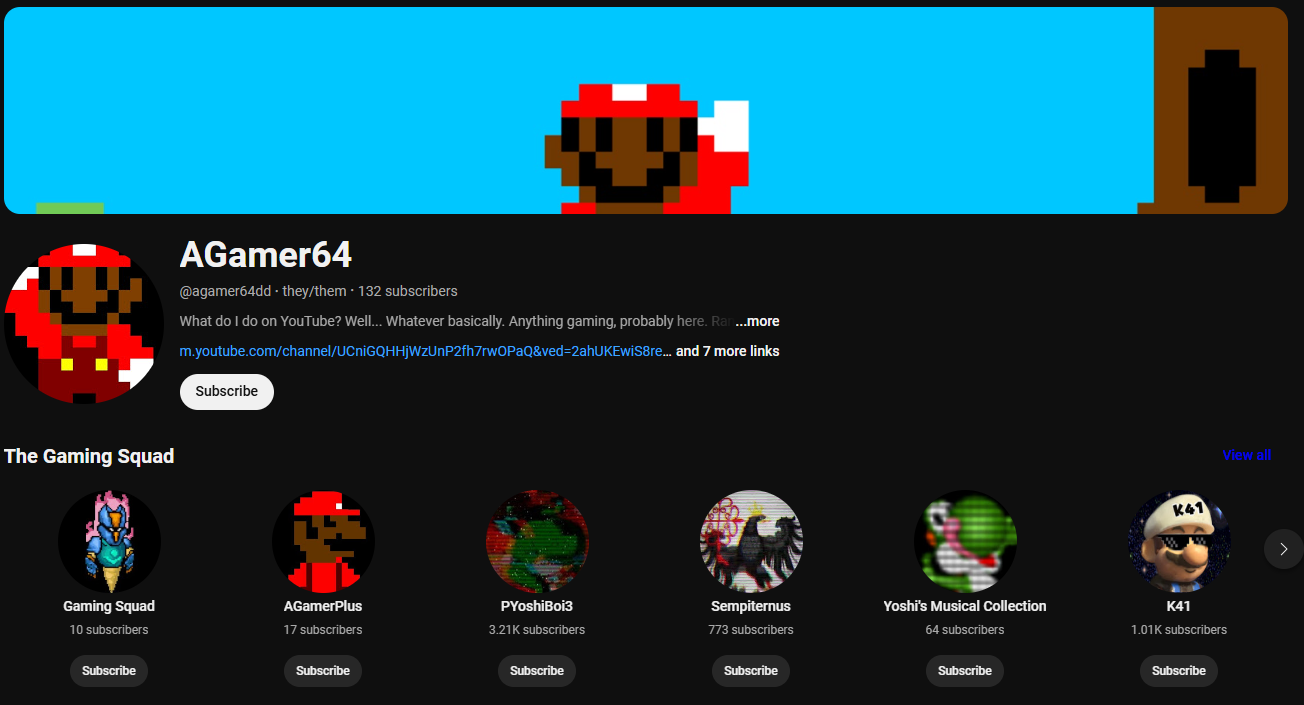 AGamer64
@agamer64dd · they/them · 132 subscribers
What do I do on YouTube? Well... Whatever basically. Anything gaming, probably here. Ran ...more
m.youtube.com/channel/UCniGQHHjWzUnP2fh7rwOPaQ&ved=2ahUKEwiS8re... and 7 more links
Subscribe
The Gaming Squad
View all
K41
Gaming Squad
AGamerPlus
PYoshiBoi3
Sempiternus
Yoshi's Musical Collection
K41
10 subscribers
17 subscribers
3.21K subscribers
773 subscribers
64 subscribers
1.01K subscribers
Subscribe
Subscribe
Subscribe
Subscribe
Subscribe
Subscribe